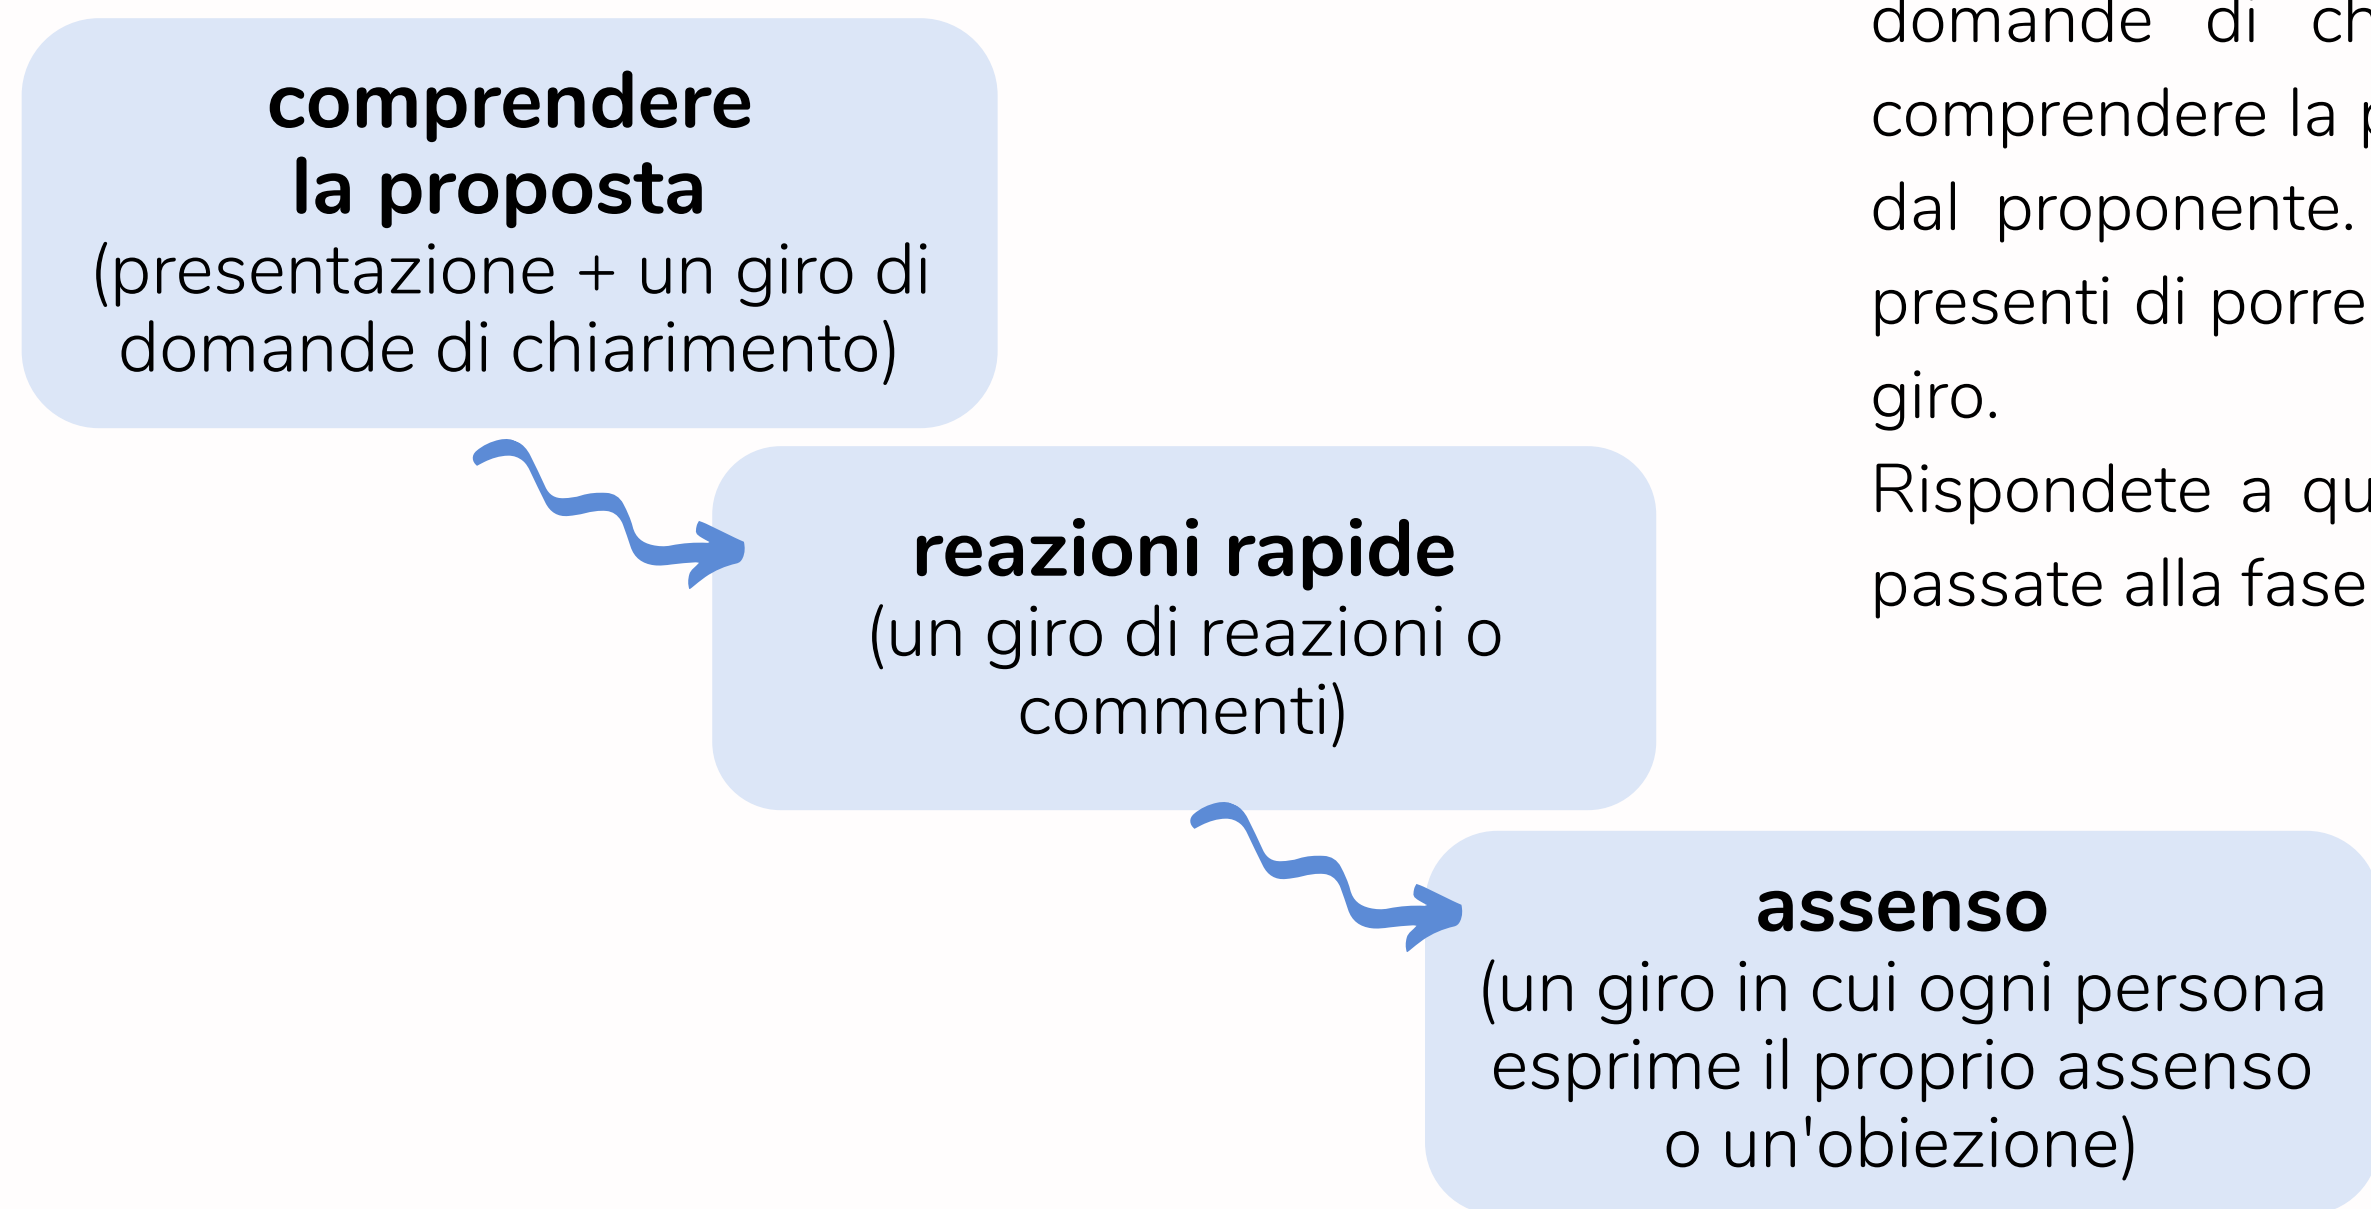 comprendere
la proposta
(presentazione + un giro di
domande di chiarimento)
reazioni rapide
(un giro di reazioni o
commenti)
assenso
(un giro in cui ogni persona
esprime il proprio assenso
o un'obiezione)
domande di
comprendere la
dal proponente.
presenti di porre
giro.
Rispondete a
passate alla fase